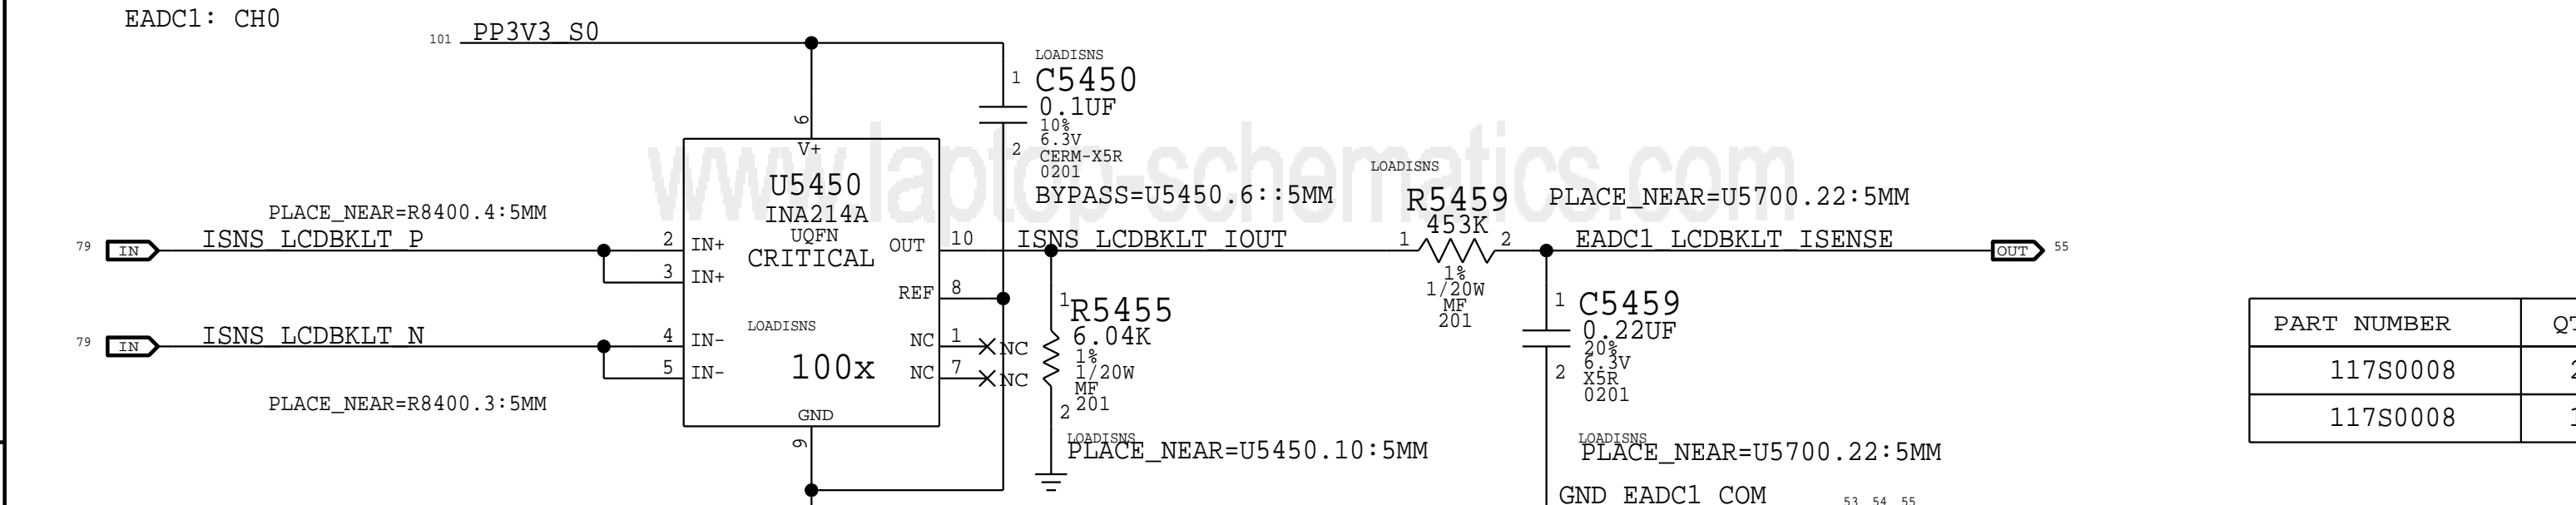 EADC1: CH0
101 PP3V3_S0
LOADISNS
1 C5450
0.1UF
10%
6.3V
2 CERM-X5R
0201
BYPASS=U5450.6::5MM
6
V+
U5450
INA214A
UQFN
CRITICAL
LOADISNS
100x
GND
9
PLACE_NEAR=R8400.4:5MM
79 IN ISNS_LCDBKLT_P 2 IN+
3 IN+
79 IN ISNS_LCDBKLT_N 4 IN-
5 IN-
PLACE_NEAR=R8400.3:5MM
OUT 10 ISNS_LCDBKLT_IOUT
REF 8
NC 1 NC
NC 7 NC
1 R5455
6.04K
1%
1/20W
MF
2 201
LOADISNS
PLACE_NEAR=U5450.10:5MM
LOADISNS
R5459
453K
1 2
1%
1/20W
MF
201
PLACE_NEAR=U5700.22:5MM
EADC1_LCDBKLT_ISENSE OUT 55
1 C5459
0.22UF
20%
6.3V
2 X5R
0201
LOADISNS
PLACE_NEAR=U5700.22:5MM
GND_EADC1_COM 53 54 55
PART NUMBER
117S0008
117S0008
www.laptop-schematics.com